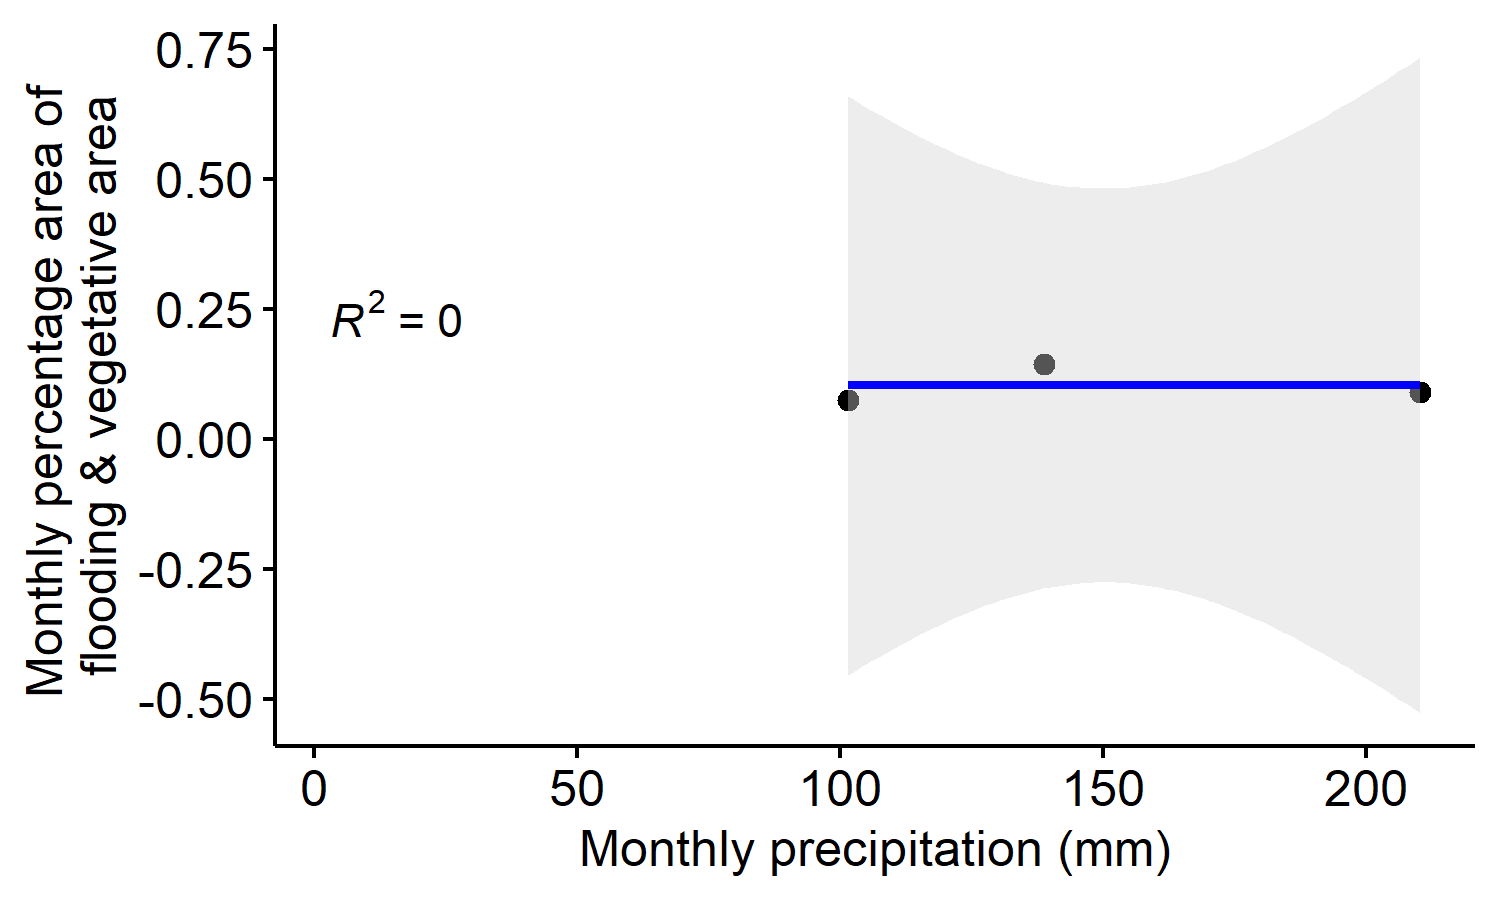 Monthly percentage area of
flooding & vegetative area
0.75
0.50
0.25
0.00
-0.25
-0.50
R² = 0
0 50 100 150 200
Monthly precipitation (mm)